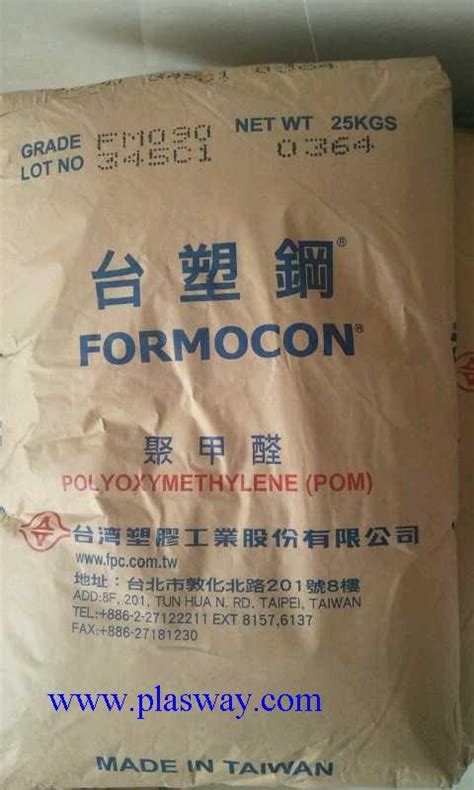 GRADE FM090 NET WT 25KGS
LOT NO 345C1 0364
台塑鋼®
FORMOCON®
聚甲醛
POLYOXYMETHYLENE (POM)
台湾塑膠工業股份有限公司
www.fpc.com.tw
地址：台北市敦化北路201號8樓
ADD:8F, 201, TUN HUA N. RD. TAIPEI, TAIWAN
TEL:+886-2-27122211 EXT 8157,6137
FAX:+886-27181230
www.plasway.com
MADE IN TAIWAN